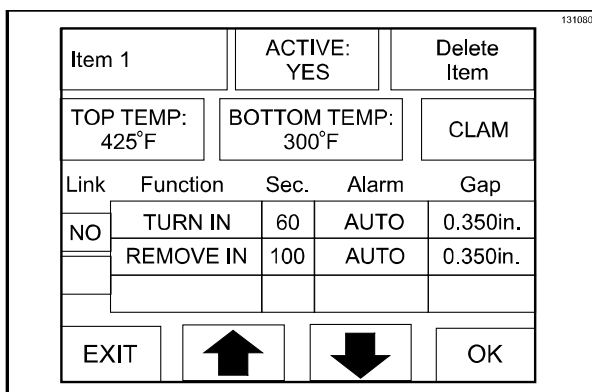 131080
Item 1
ACTIVE:
YES
Delete
Item
TOP TEMP:
425°F
BOTTOM TEMP:
300°F
CLAM
Link Function Sec. Alarm Gap
NO TURN IN 60 AUTO 0.350in.
REMOVE IN 100 AUTO 0.350in.
EXIT OK